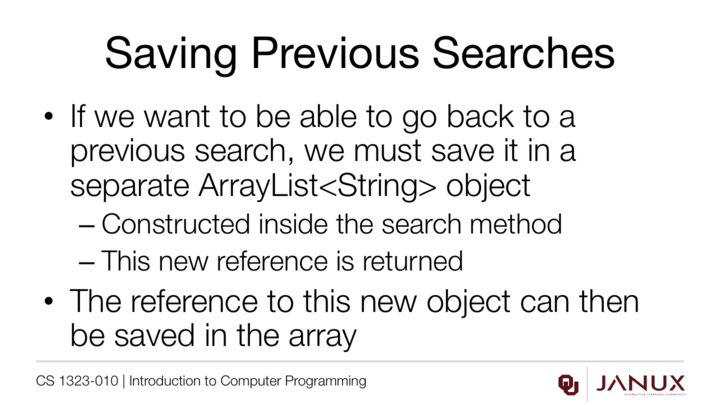 Saving Previous Searches
• If we want to be able to go back to a
previous search, we must save it in a
separate ArrayList<String> object
– Constructed inside the search method
– This new reference is returned
• The reference to this new object can then
be saved in the array
CS 1323-010 | Introduction to Computer Programming
JANUX
INTERACTIVE LEARNING COMMUNITY